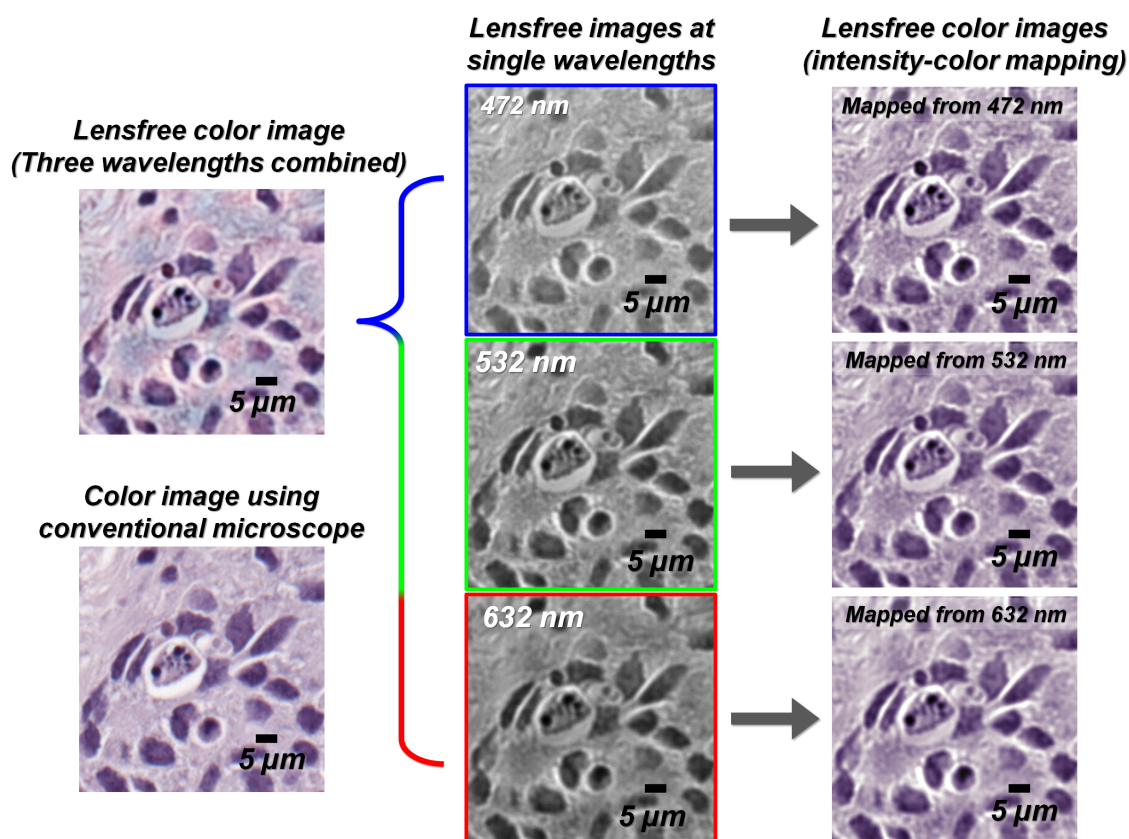 Lensfree color image
(Three wavelengths combined)
5 µm
Color image using
conventional microscope
5 µm
Lensfree images at
single wavelengths
472 nm
5 µm
532 nm
5 µm
632 nm
5 µm
Lensfree color images
(intensity-color mapping)
Mapped from 472 nm
5 µm
Mapped from 532 nm
5 µm
Mapped from 632 nm
5 µm